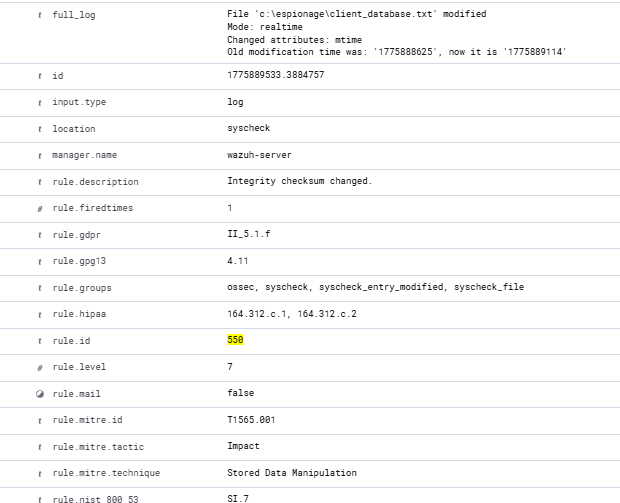 t full_log File 'c:\espionage\client_database.txt' modified
Mode: realtime
Changed attributes: mtime
Old modification time was: '1775888625', now it is '1775889114'
t id 1775889533.3884757
t input.type log
t location syscheck
t manager.name wazuh-server
t rule.description Integrity checksum changed.
# rule.firedtimes 1
t rule.gdpr II_5.1.f
t rule.gpg13 4.11
t rule.groups ossec, syscheck, syscheck_entry_modified, syscheck_file
t rule.hipaa 164.312.c.1, 164.312.c.2
t rule.id 550
# rule.level 7
rule.mail false
t rule.mitre.id T1565.001
t rule.mitre.tactic Impact
t rule.mitre.technique Stored Data Manipulation
t rule.nist_800_53 SI.7